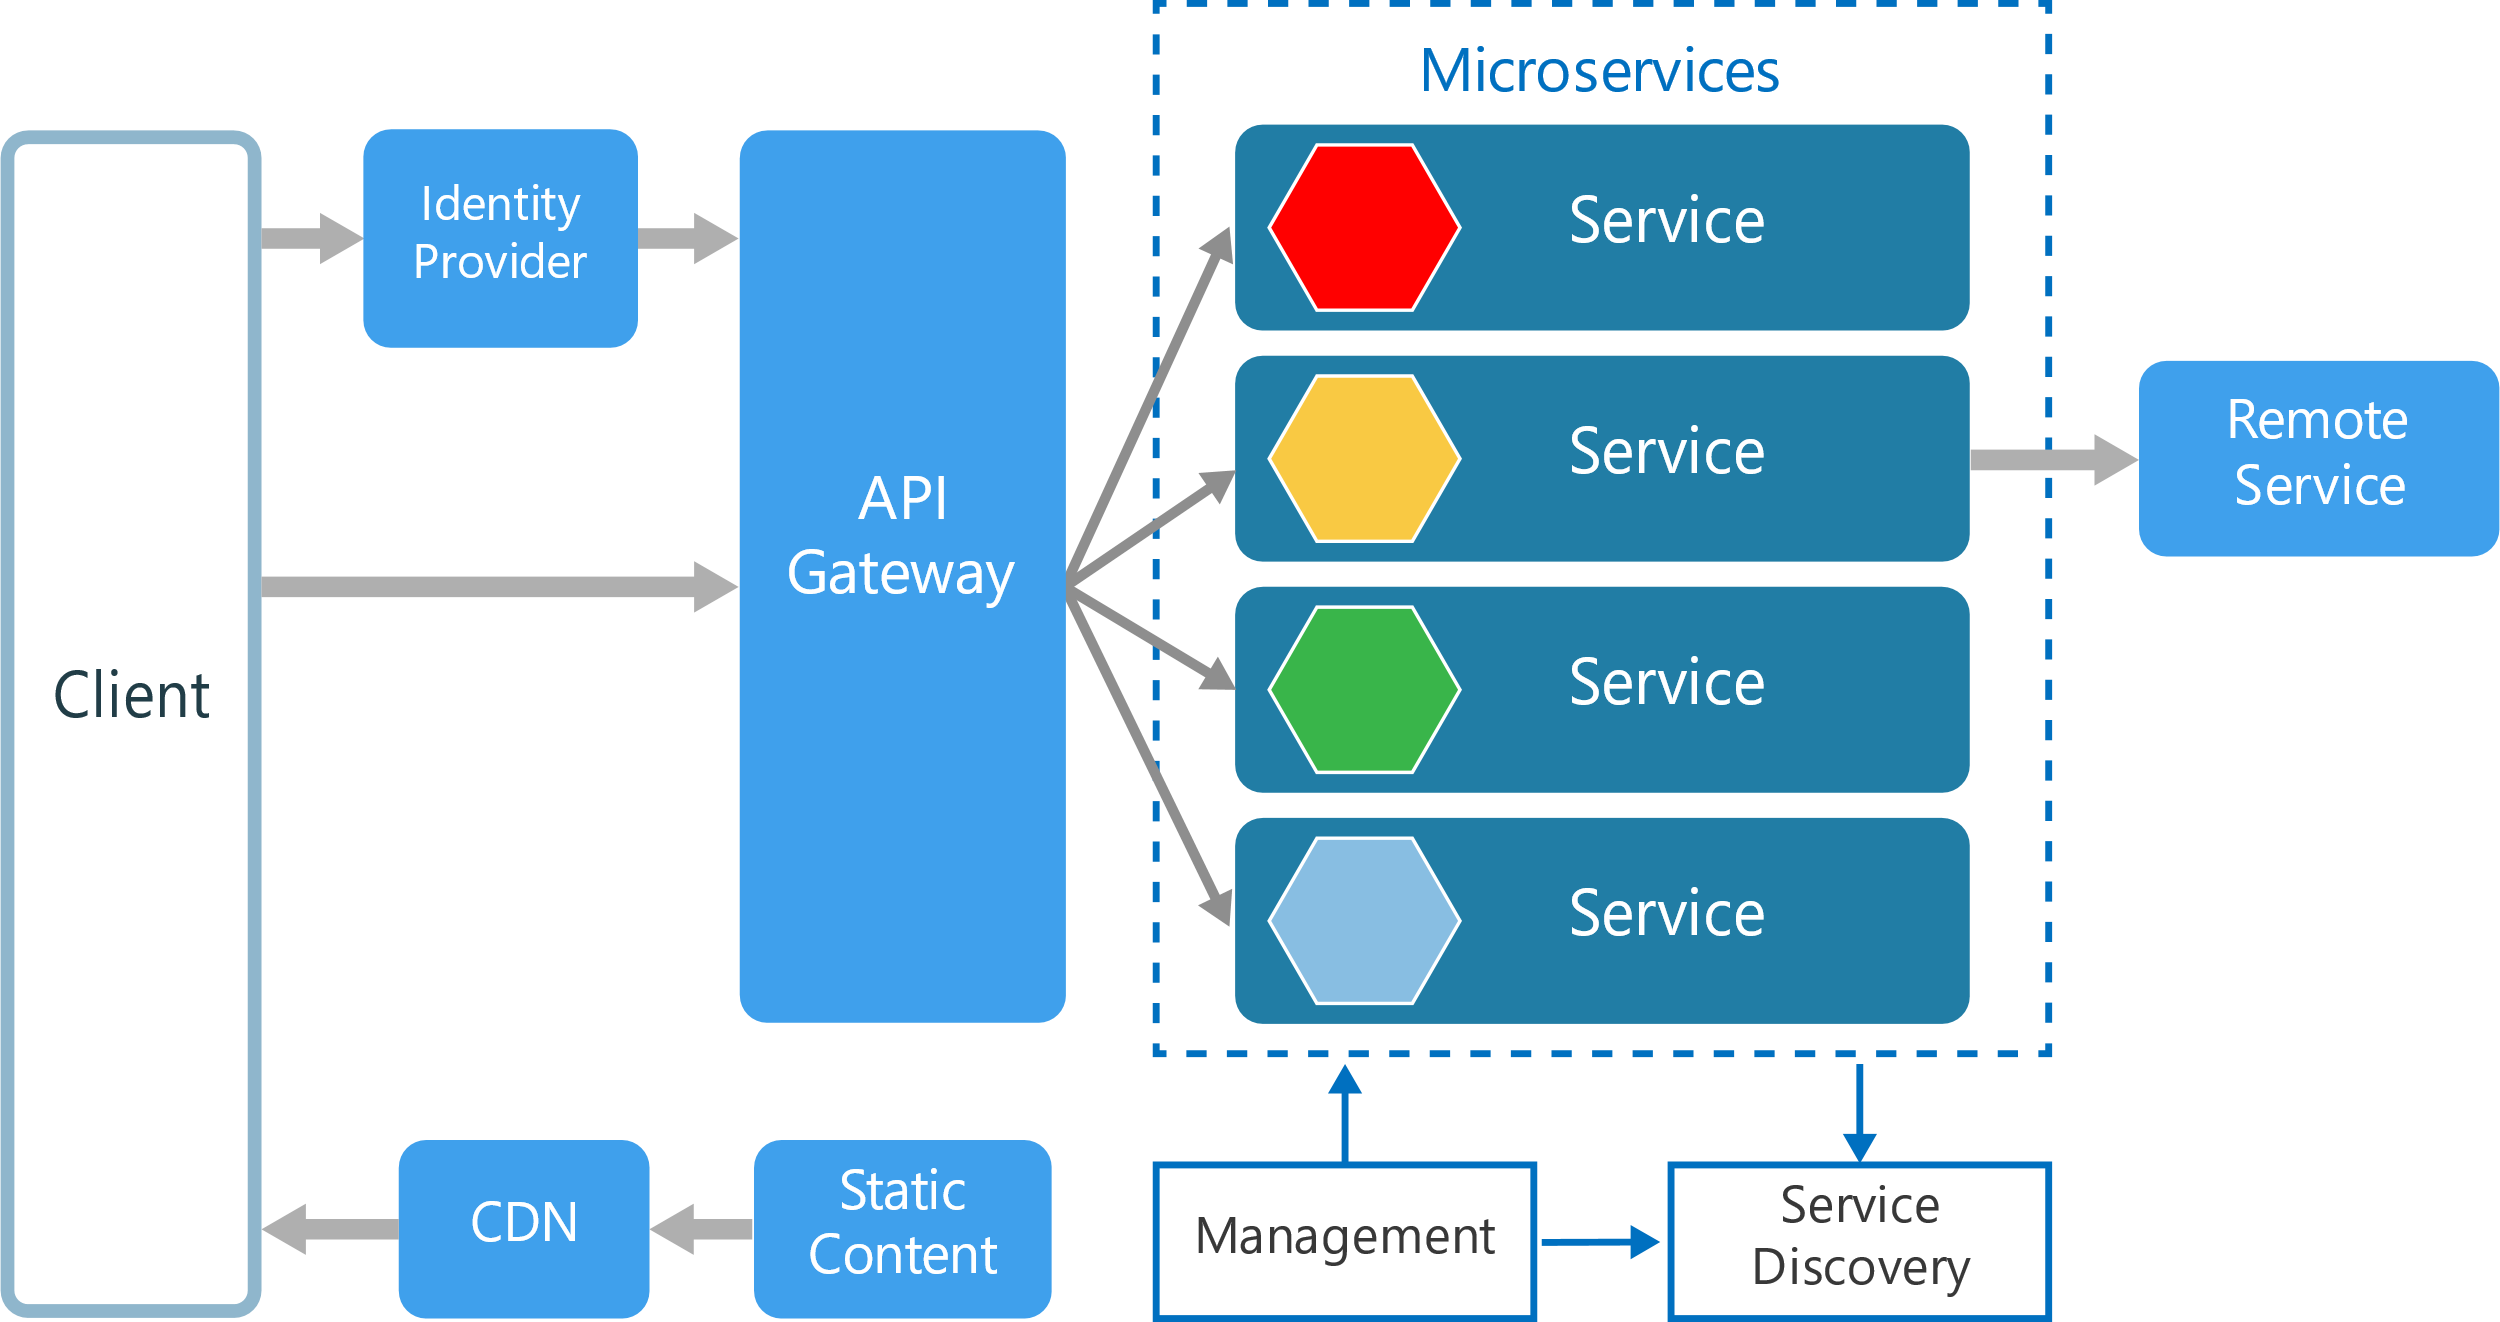 Microservices
Identity
Provider
Service
API
Gateway
Service
Remote
Service
Client
Service
Service
CDN
Static
Content
Management
Service
Discovery